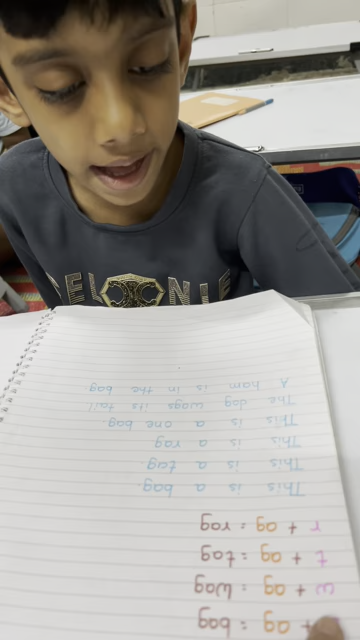 + ag = bag
w + ag = wag
t + ag = tag
r + ag = rag
This is a bag.
This is a tag.
This is a rag
This is a one bag.
The dog wags its tail
A ham is in the bag